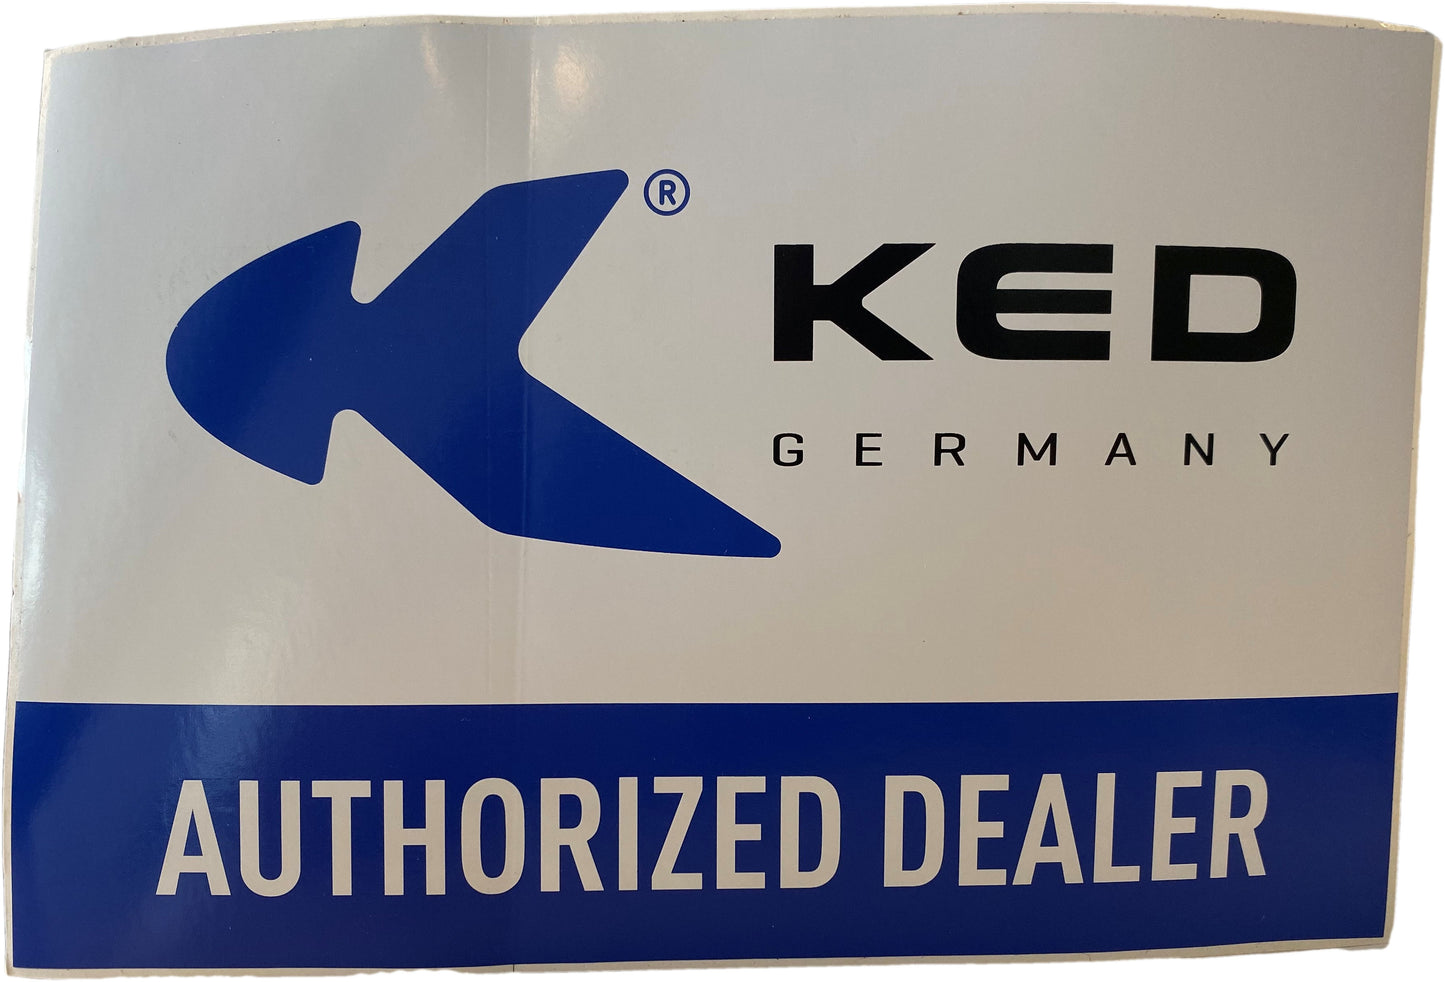 ®
KED
GERMANY
AUTHORIZED DEALER